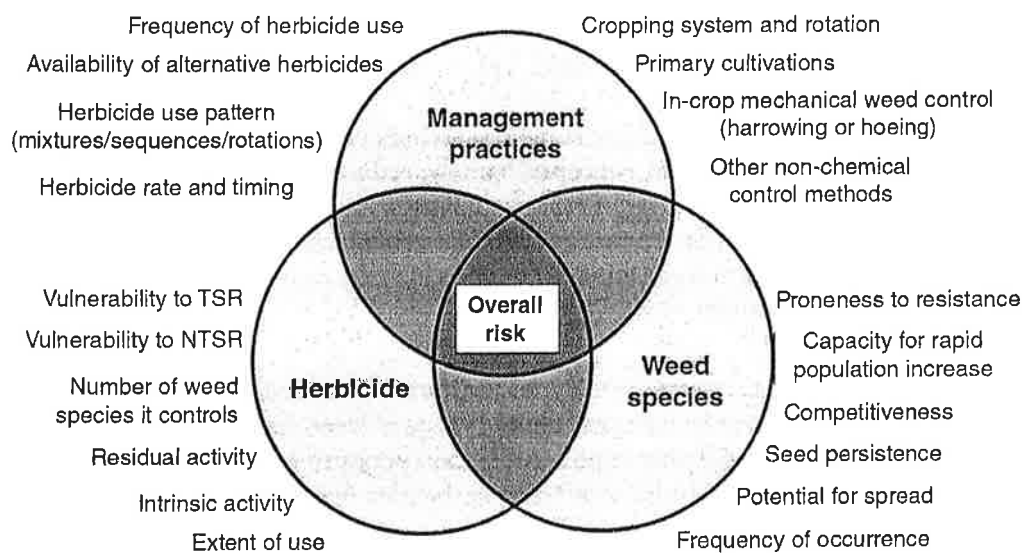 Frequency of herbicide use
Availability of alternative herbicides
Herbicide use pattern
(mixtures/sequences/rotations)
Herbicide rate and timing
Cropping system and rotation
Primary cultivations
In-crop mechanical weed control
(harrowing or hoeing)
Other non-chemical
control methods
Management
practices
Overall
risk
Herbicide
Weed
species
Vulnerability to TSR
Vulnerability to NTSR
Number of weed
species it controls
Residual activity
Intrinsic activity
Extent of use
Proneness to resistance
Capacity for rapid
population increase
Competitiveness
Seed persistence
Potential for spread
Frequency of occurrence